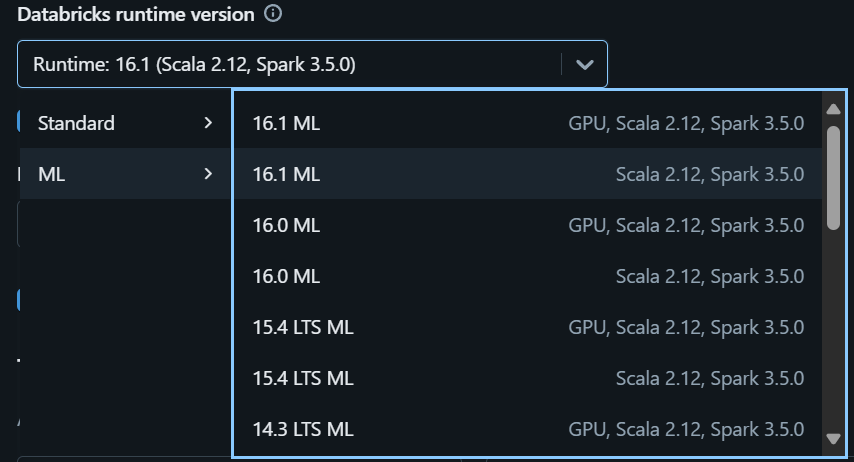 Databricks runtime version
Runtime: 16.1 (Scala 2.12, Spark 3.5.0)
Standard
ML
16.1 ML GPU, Scala 2.12, Spark 3.5.0
16.1 ML Scala 2.12, Spark 3.5.0
16.0 ML GPU, Scala 2.12, Spark 3.5.0
16.0 ML Scala 2.12, Spark 3.5.0
15.4 LTS ML GPU, Scala 2.12, Spark 3.5.0
15.4 LTS ML Scala 2.12, Spark 3.5.0
14.3 LTS ML GPU, Scala 2.12, Spark 3.5.0